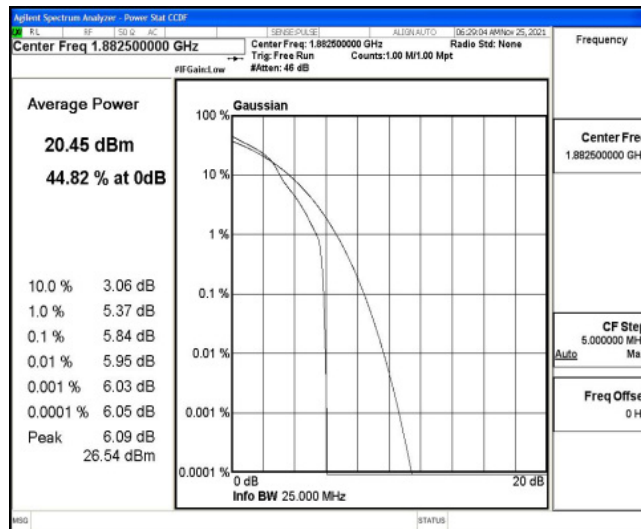 Agilent Spectrum Analyzer - Power Stat CCDF
RL RF 50 Ω AC SENSE:PULSE ALIGN AUTO 06:29:04 AM Nov 25, 2021
Center Freq 1.882500000 GHz
Center Freq: 1.882500000 GHz Radio Std: None
Trig: Free Run Counts:1.00 M/1.00 Mpt
#IFGain:Low #Atten: 46 dB
Frequency
Average Power
20.45 dBm
44.82 % at 0dB
10.0 % 3.06 dB
1.0 % 5.37 dB
0.1 % 5.84 dB
0.01 % 5.95 dB
0.001 % 6.03 dB
0.0001 % 6.05 dB
Peak 6.09 dB
26.54 dBm
Gaussian
100 %
10 %
1 %
0.1 %
0.01 %
0.001 %
0.0001 %
0 dB 20 dB
Info BW 25.000 MHz
Center Fre
1.882500000 GH
CF Step
5.000000 MH
Auto Ma
Freq Offse
0 H
MSG STATUS